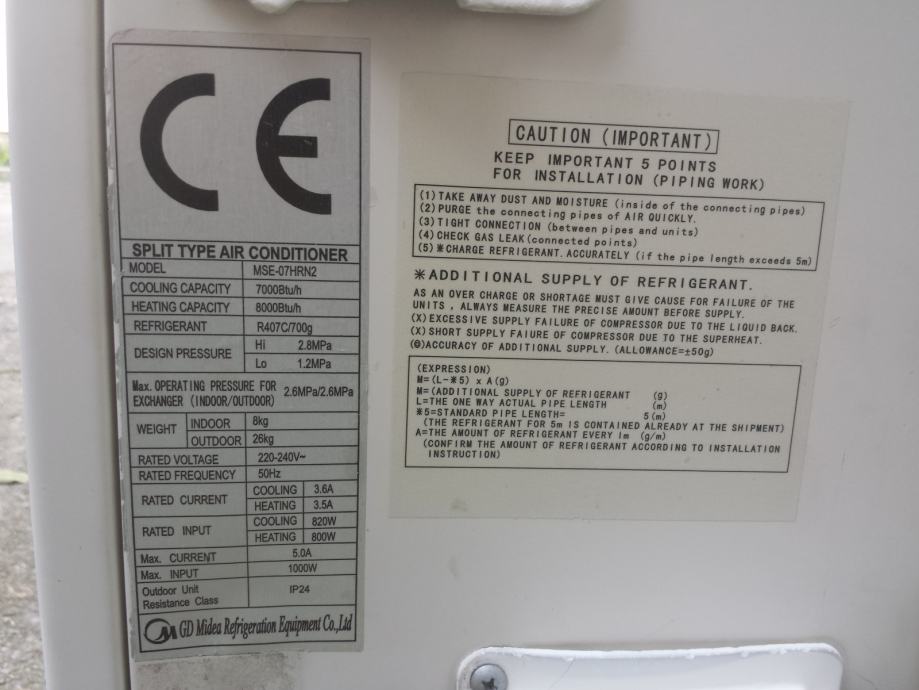 CE
SPLIT TYPE AIR CONDITIONER
MODEL MSE-07HRN2
COOLING CAPACITY 7000Btu/h
HEATING CAPACITY 8000Btu/h
REFRIGERANT R407C/700g
DESIGN PRESSURE Hi 2.8MPa
Lo 1.2MPa
Max. OPERATING PRESSURE FOR
EXCHANGER (INDOOR/OUTDOOR) 2.6MPa/2.6MPa
WEIGHT INDOOR 8kg
OUTDOOR 26kg
RATED VOLTAGE 220-240V~
RATED FREQUENCY 50Hz
RATED CURRENT COOLING 3.6A
HEATING 3.5A
RATED INPUT COOLING 820W
HEATING 800W
Max. CURRENT 5.0A
Max. INPUT 1000W
Outdoor Unit
Resistance Class IP24
GD Midea Refrigeration Equipment Co.,Ltd
CAUTION (IMPORTANT)
KEEP IMPORTANT 5 POINTS
FOR INSTALLATION (PIPING WORK)
(1) TAKE AWAY DUST AND MOISTURE (inside of the connecting pipes)
(2) PURGE the connecting pipes of AIR QUICKLY.
(3) TIGHT CONNECTION (between pipes and units)
(4) CHECK GAS LEAK (connected points)
(5) ※CHARGE REFRIGERANT. ACCURATELY (if the pipe length exceeds 5m)
※ADDITIONAL SUPPLY OF REFRIGERANT.
AS AN OVER CHARGE OR SHORTAGE MUST GIVE CAUSE FOR FAILURE OF THE
UNITS , ALWAYS MEASURE THE PRECISE AMOUNT BEFORE SUPPLY.
(X) EXCESSIVE SUPPLY FAILURE OF COMPRESSOR DUE TO THE LIQUID BACK.
(X) SHORT SUPPLY FAILURE OF COMPRESSOR DUE TO THE SUPERHEAT.
(⊙) ACCURACY OF ADDITIONAL SUPPLY. (ALLOWANCE=±50g)
(EXPRESSION)
M= (L-※5) x A(g)
M= (ADDITIONAL SUPPLY OF REFRIGERANT (g)
L=THE ONE WAY ACTUAL PIPE LENGTH (m)
※5=STANDARD PIPE LENGTH= 5 (m)
(THE REFRIGERANT FOR 5m IS CONTAINED ALREADY AT THE SHIPMENT)
A=THE AMOUNT OF REFRIGERANT EVERY 1m (g/m)
(CONFIRM THE AMOUNT OF REFRIGERANT ACCORDING TO INSTALLATION
INSTRUCTION)